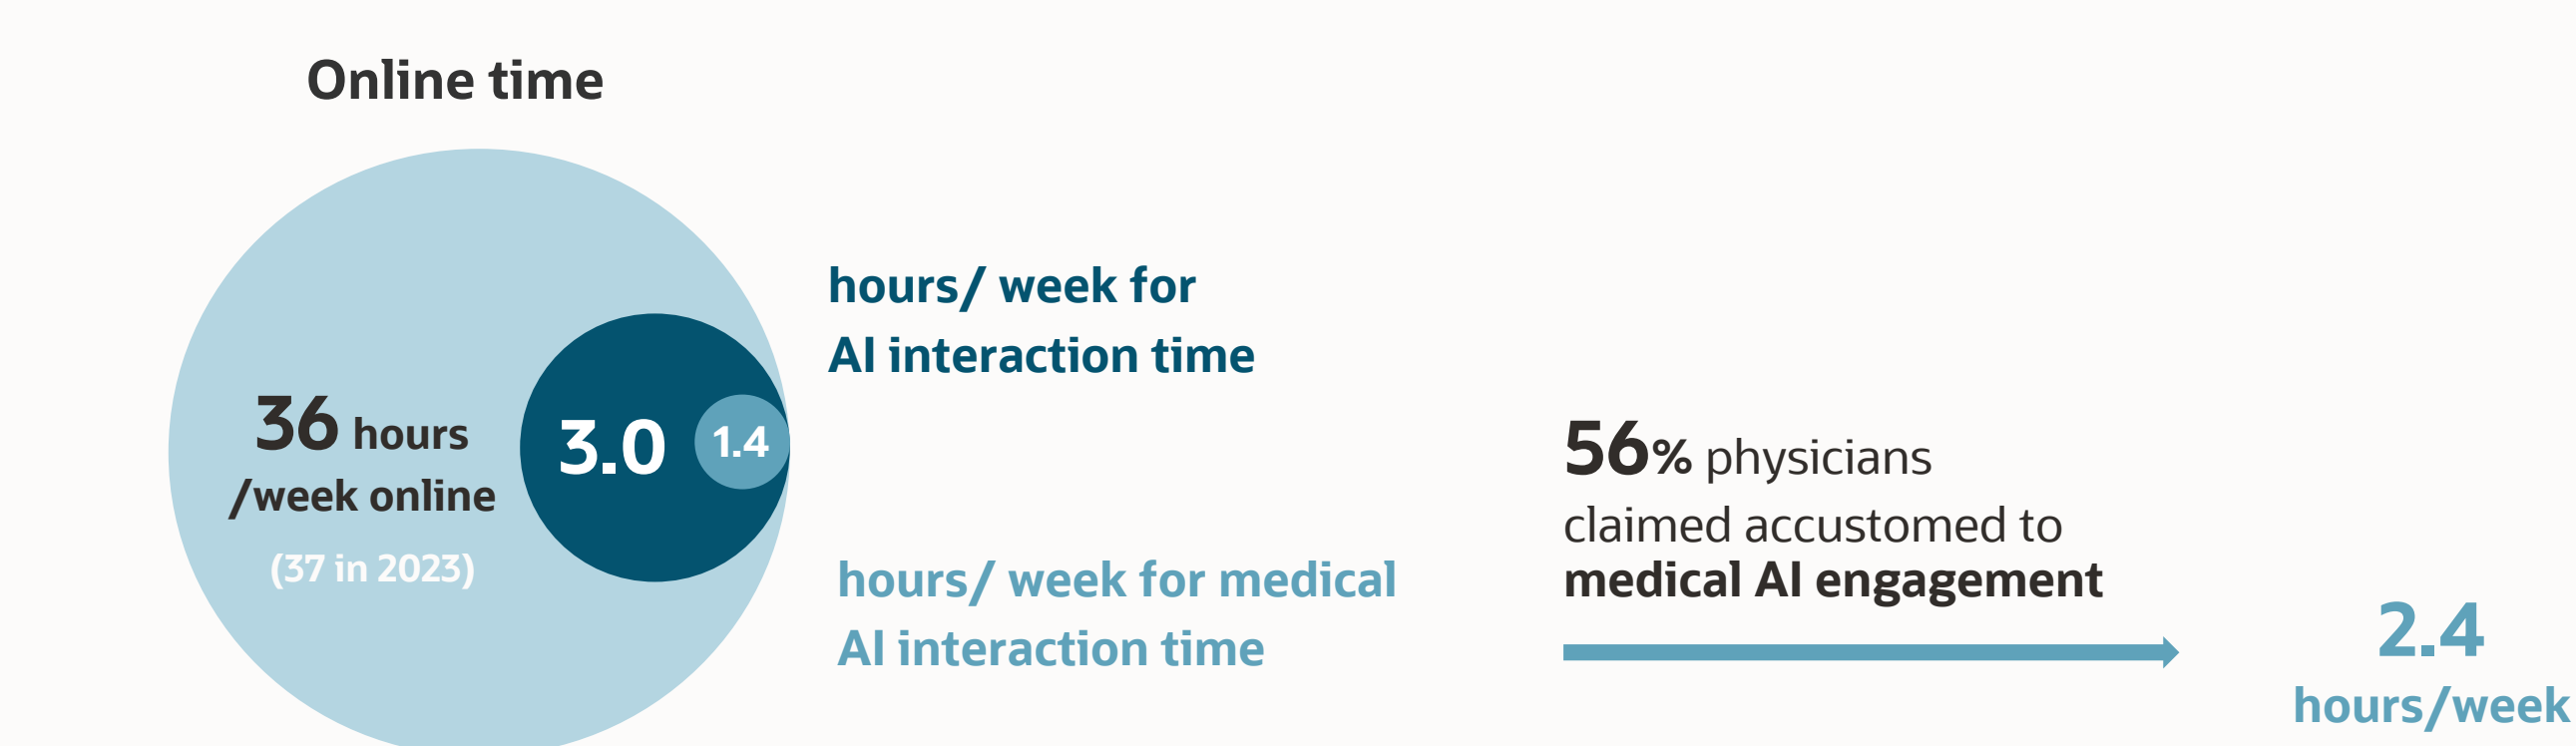 Online time
36 hours
/week online
(37 in 2023)
3.0
1.4
hours/ week for
AI interaction time
hours/ week for medical
AI interaction time
56% physicians
claimed accustomed to
medical AI engagement
2.4
hours/week